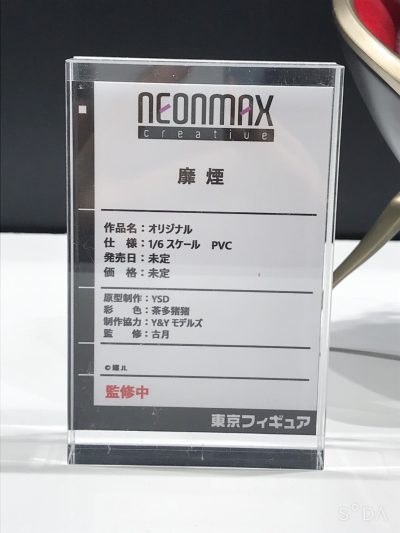 NEONMAX
creative
靡煙
作品名：オリジナル
仕　様：1/6スケール　PVC
発売日：未定
価　格：未定
原型制作：YSD
彩　　色：茶多猪猪
制作協力：Y&Yモデルズ
監　　修：古月
監修中
東京フィギュア
SODA